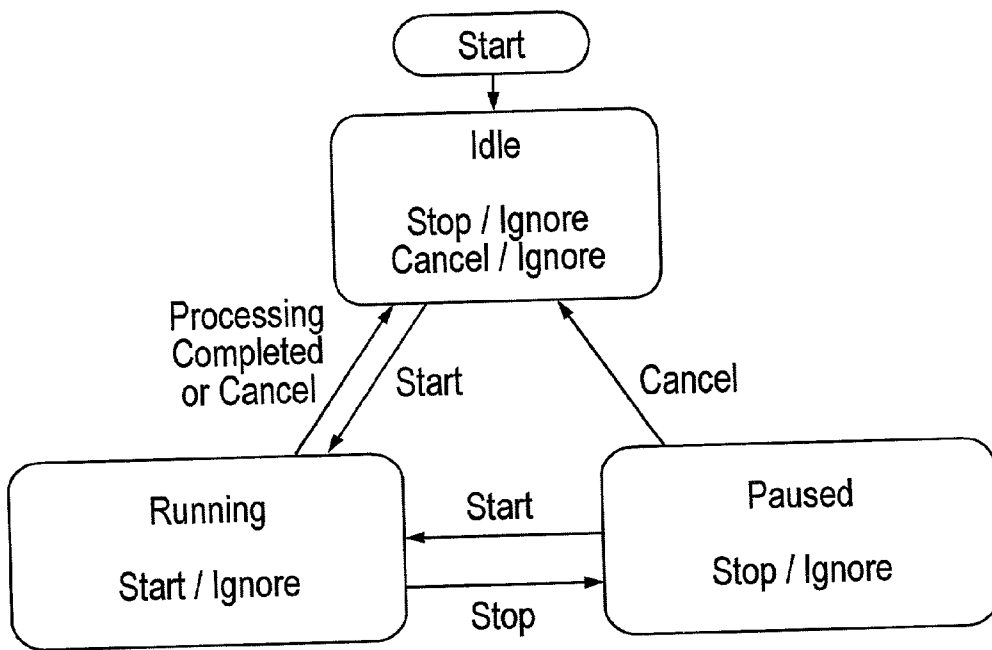 Start
Idle
Stop / Ignore
Cancel / Ignore
Processing
Completed
or Cancel
Start
Cancel
Running
Start / Ignore
Start
Stop
Paused
Stop / Ignore